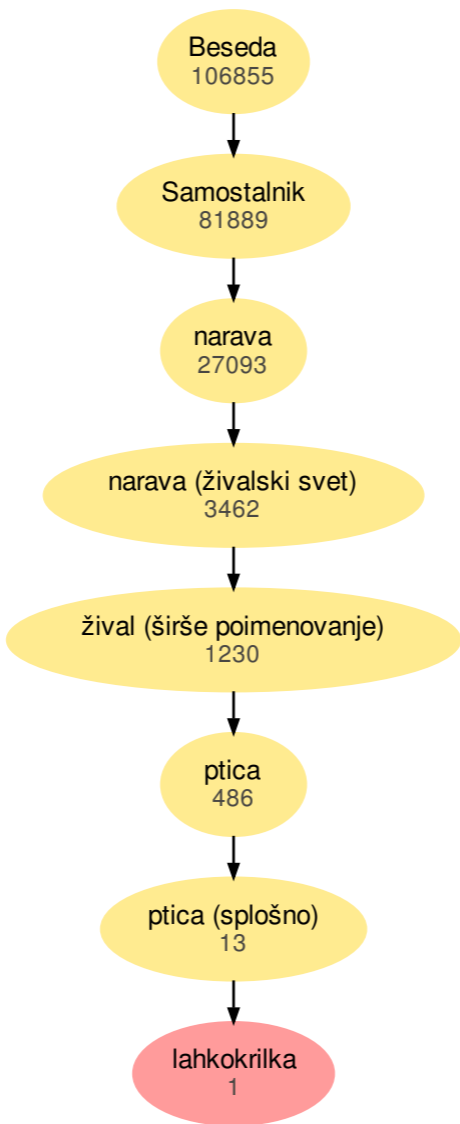 Beseda
106855
Samostalnik
81889
narava
27093
narava (živalski svet)
3462
žival (širše poimenovanje)
1230
ptica
486
ptica (splošno)
13
lahkokrilka
1